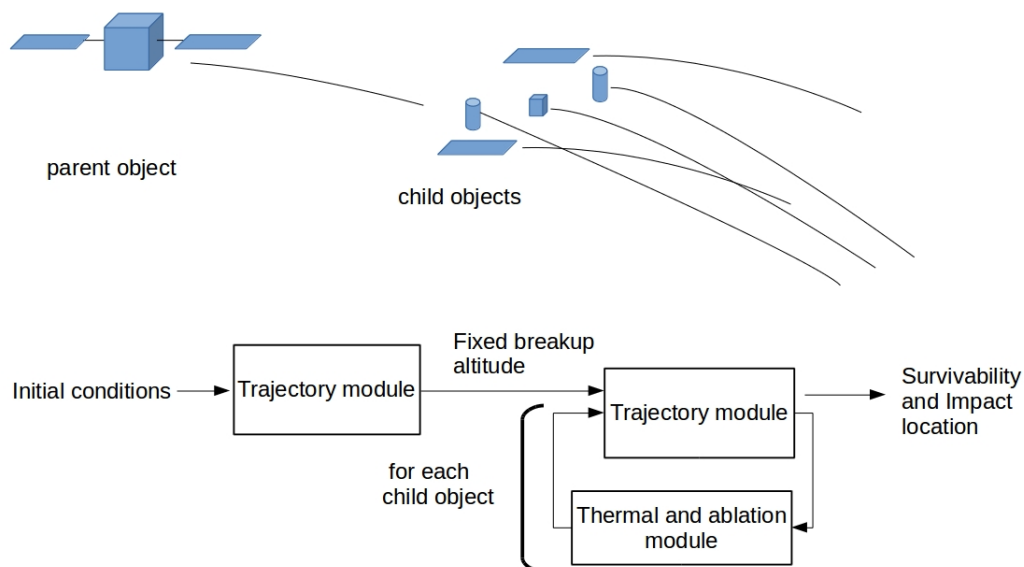 parent object
child objects
Fixed breakup
altitude
Initial conditions
Trajectory module
Trajectory module
Survivability
and Impact
location
for each
child object
Thermal and ablation
module